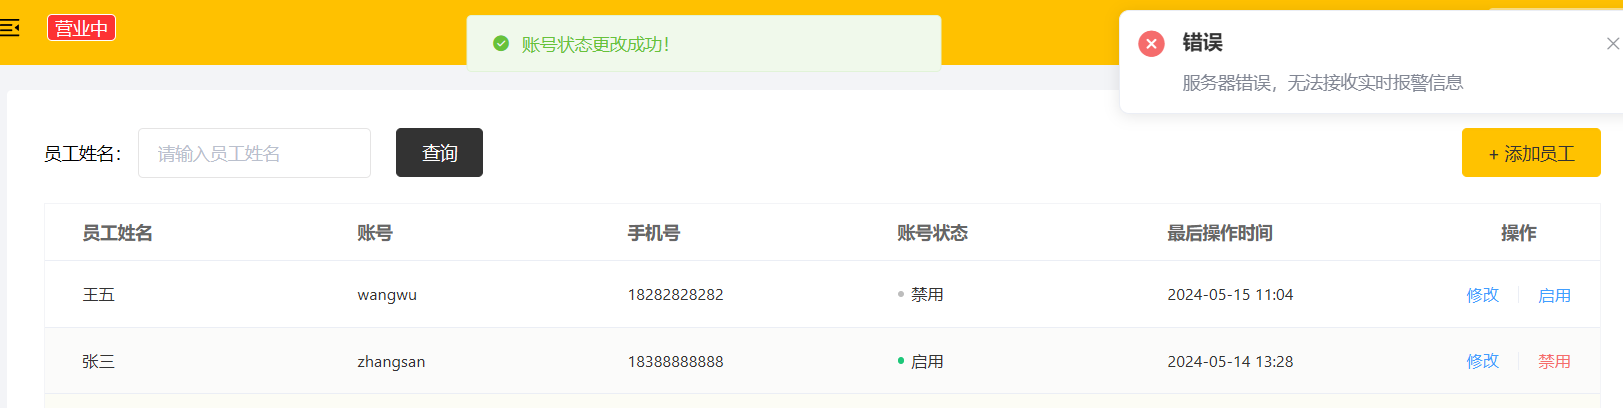 营业中
账号状态更改成功！
错误
服务器错误，无法接收实时报警信息
员工姓名：
请输入员工姓名
查询
+ 添加员工
员工姓名 账号 手机号 账号状态 最后操作时间 操作
王五 wangwu 18282828282 禁用 2024-05-15 11:04 修改 启用
张三 zhangsan 18388888888 启用 2024-05-14 13:28 修改 禁用